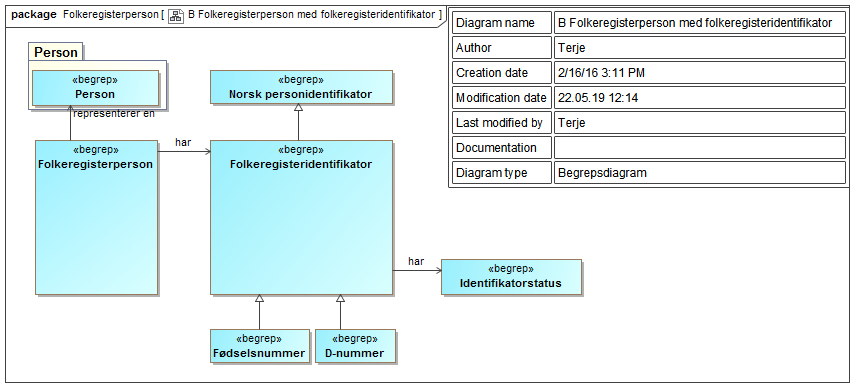 package Folkeregisterperson [ B Folkeregisterperson med folkeregisteridentifikator ]
Diagram name B Folkeregisterperson med folkeregisteridentifikator
Author Terje
Creation date 2/16/16 3:11 PM
Modification date 22.05.19 12:14
Last modified by Terje
Documentation
Diagram type Begrepsdiagram
Person
«begrep»
Person
representerer en
«begrep»
Norsk personidentifikator
«begrep»
Folkeregisterperson
har
«begrep»
Folkeregisteridentifikator
har
«begrep»
Identifikatorstatus
«begrep»
Fødselsnummer
«begrep»
D-nummer